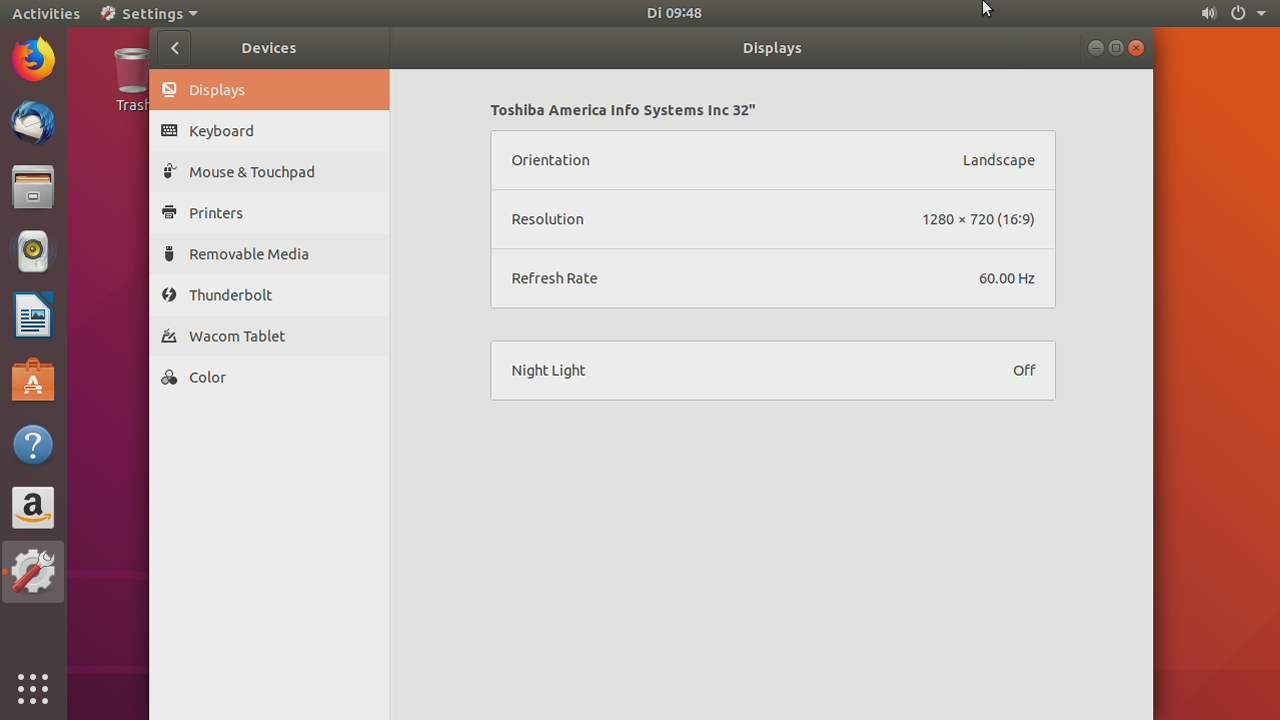 Activities Settings Di 09:48
Devices Displays
Trash
Displays
Keyboard
Mouse & Touchpad
Printers
Removable Media
Thunderbolt
Wacom Tablet
Color
Toshiba America Info Systems Inc 32"
Orientation Landscape
Resolution 1280 × 720 (16:9)
Refresh Rate 60.00 Hz
Night Light Off